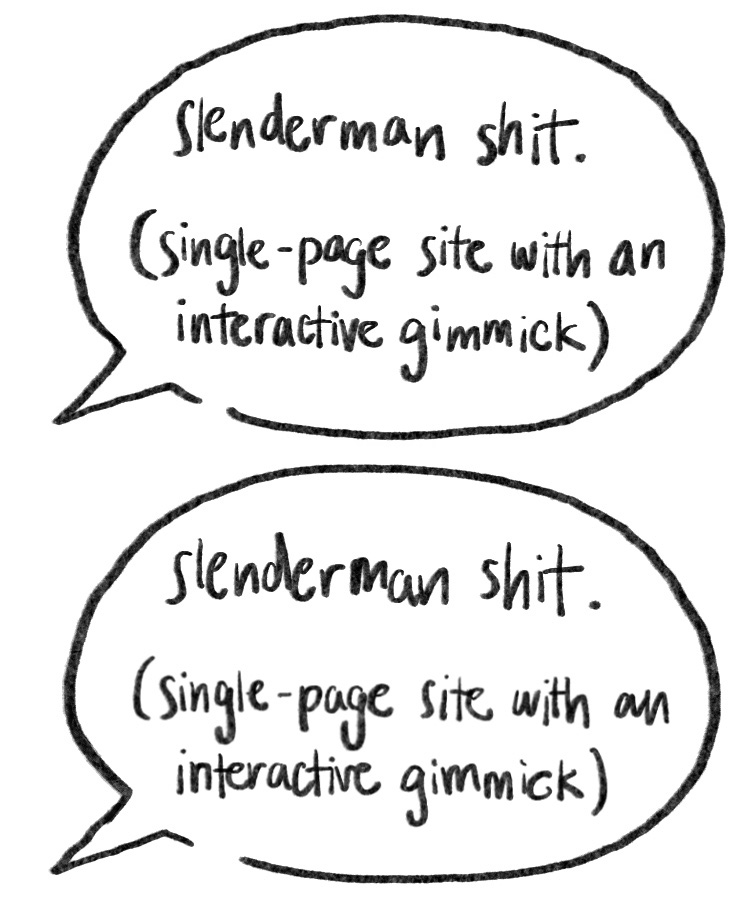 slenderman shit.
(single-page site with an
interactive gimmick)
slenderman shit.
(single-page site with an
interactive gimmick)